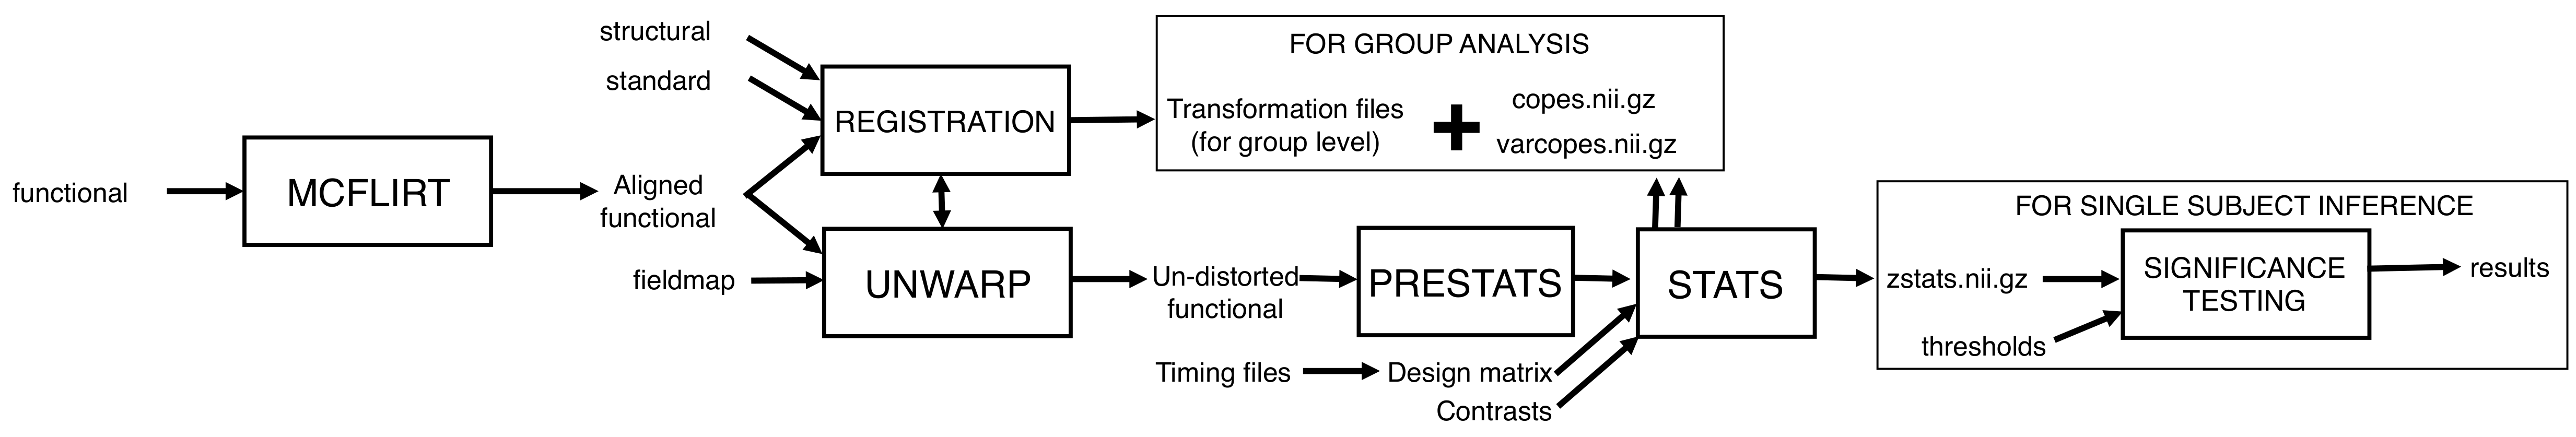 functional
MCFLIRT
Aligned
functional
structural
standard
REGISTRATION
fieldmap
UNWARP
FOR GROUP ANALYSIS
Transformation files
(for group level)
+
copes.nii.gz
varcopes.nii.gz
Un-distorted
functional
PRESTATS
Timing files
Design matrix
Contrasts
STATS
FOR SINGLE SUBJECT INFERENCE
zstats.nii.gz
thresholds
SIGNIFICANCE
TESTING
results